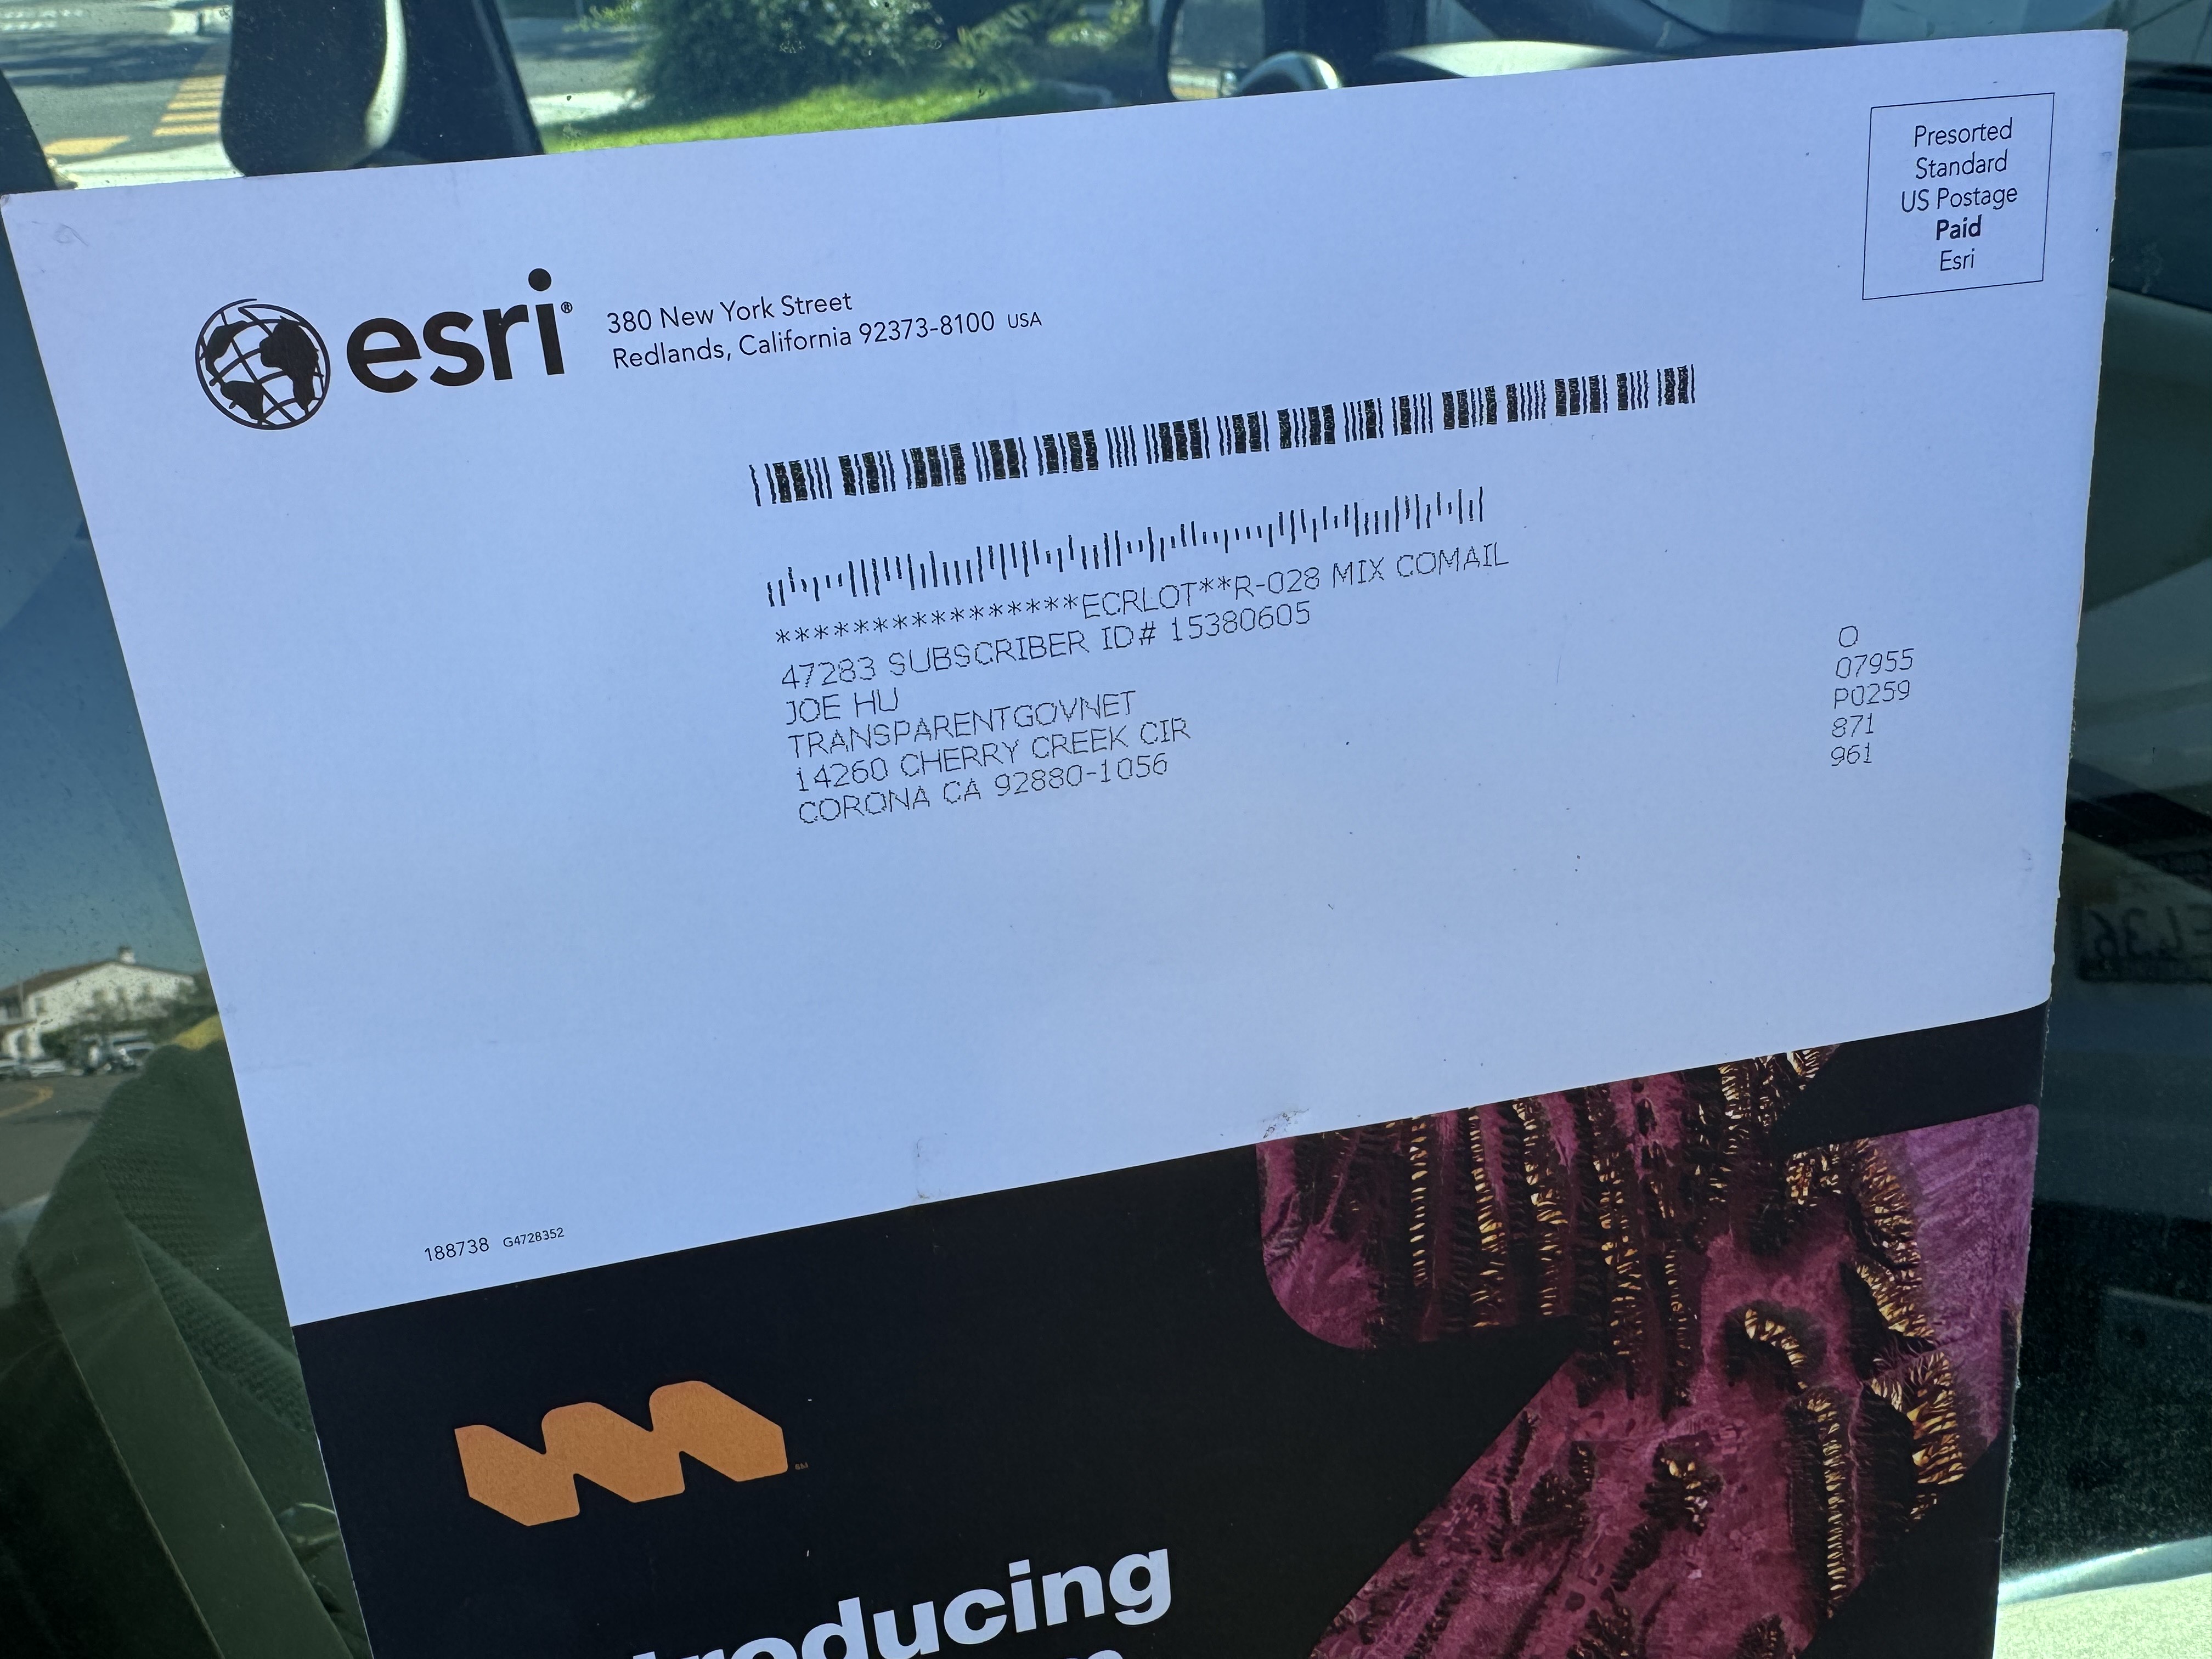 Presorted
Standard
US Postage
Paid
Esri
esri®
380 New York Street
Redlands, California 92373-8100 USA
****************ECRLOT**R-028 MIX COMAIL
47283 SUBSCRIBER ID# 15380605
JOE HU
TRANSPARENTGOVNET
14260 CHERRY CREEK CIR
CORONA CA 92880-1056
O
07955
P0259
871
961
188738 G4728352